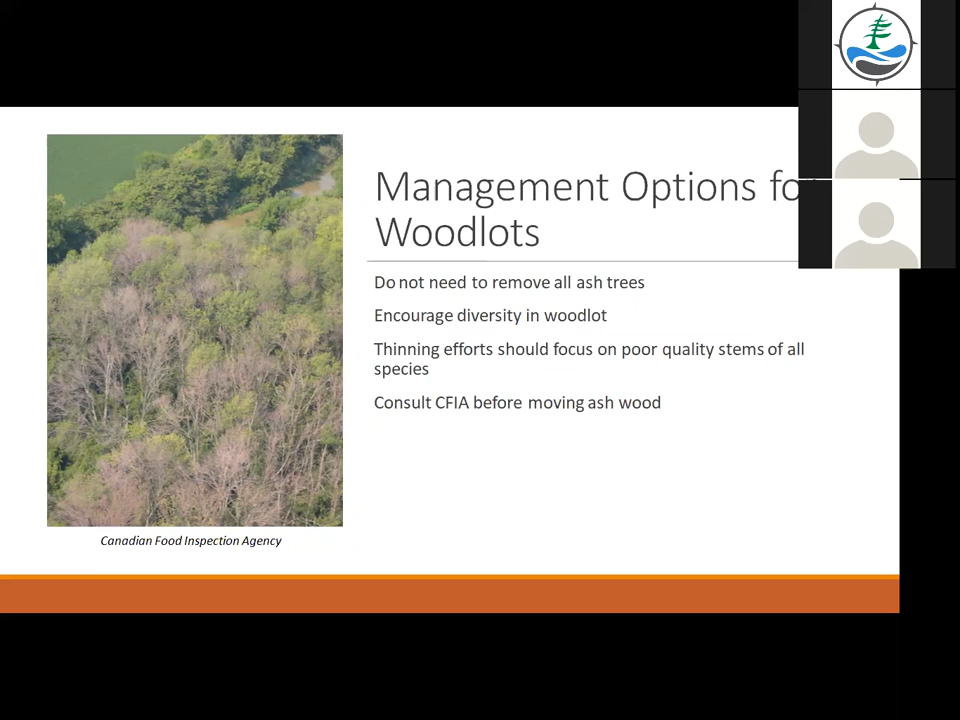 Management Options for
Woodlots
Do not need to remove all ash trees
Encourage diversity in woodlot
Thinning efforts should focus on poor quality stems of all
species
Consult CFIA before moving ash wood
Canadian Food Inspection Agency